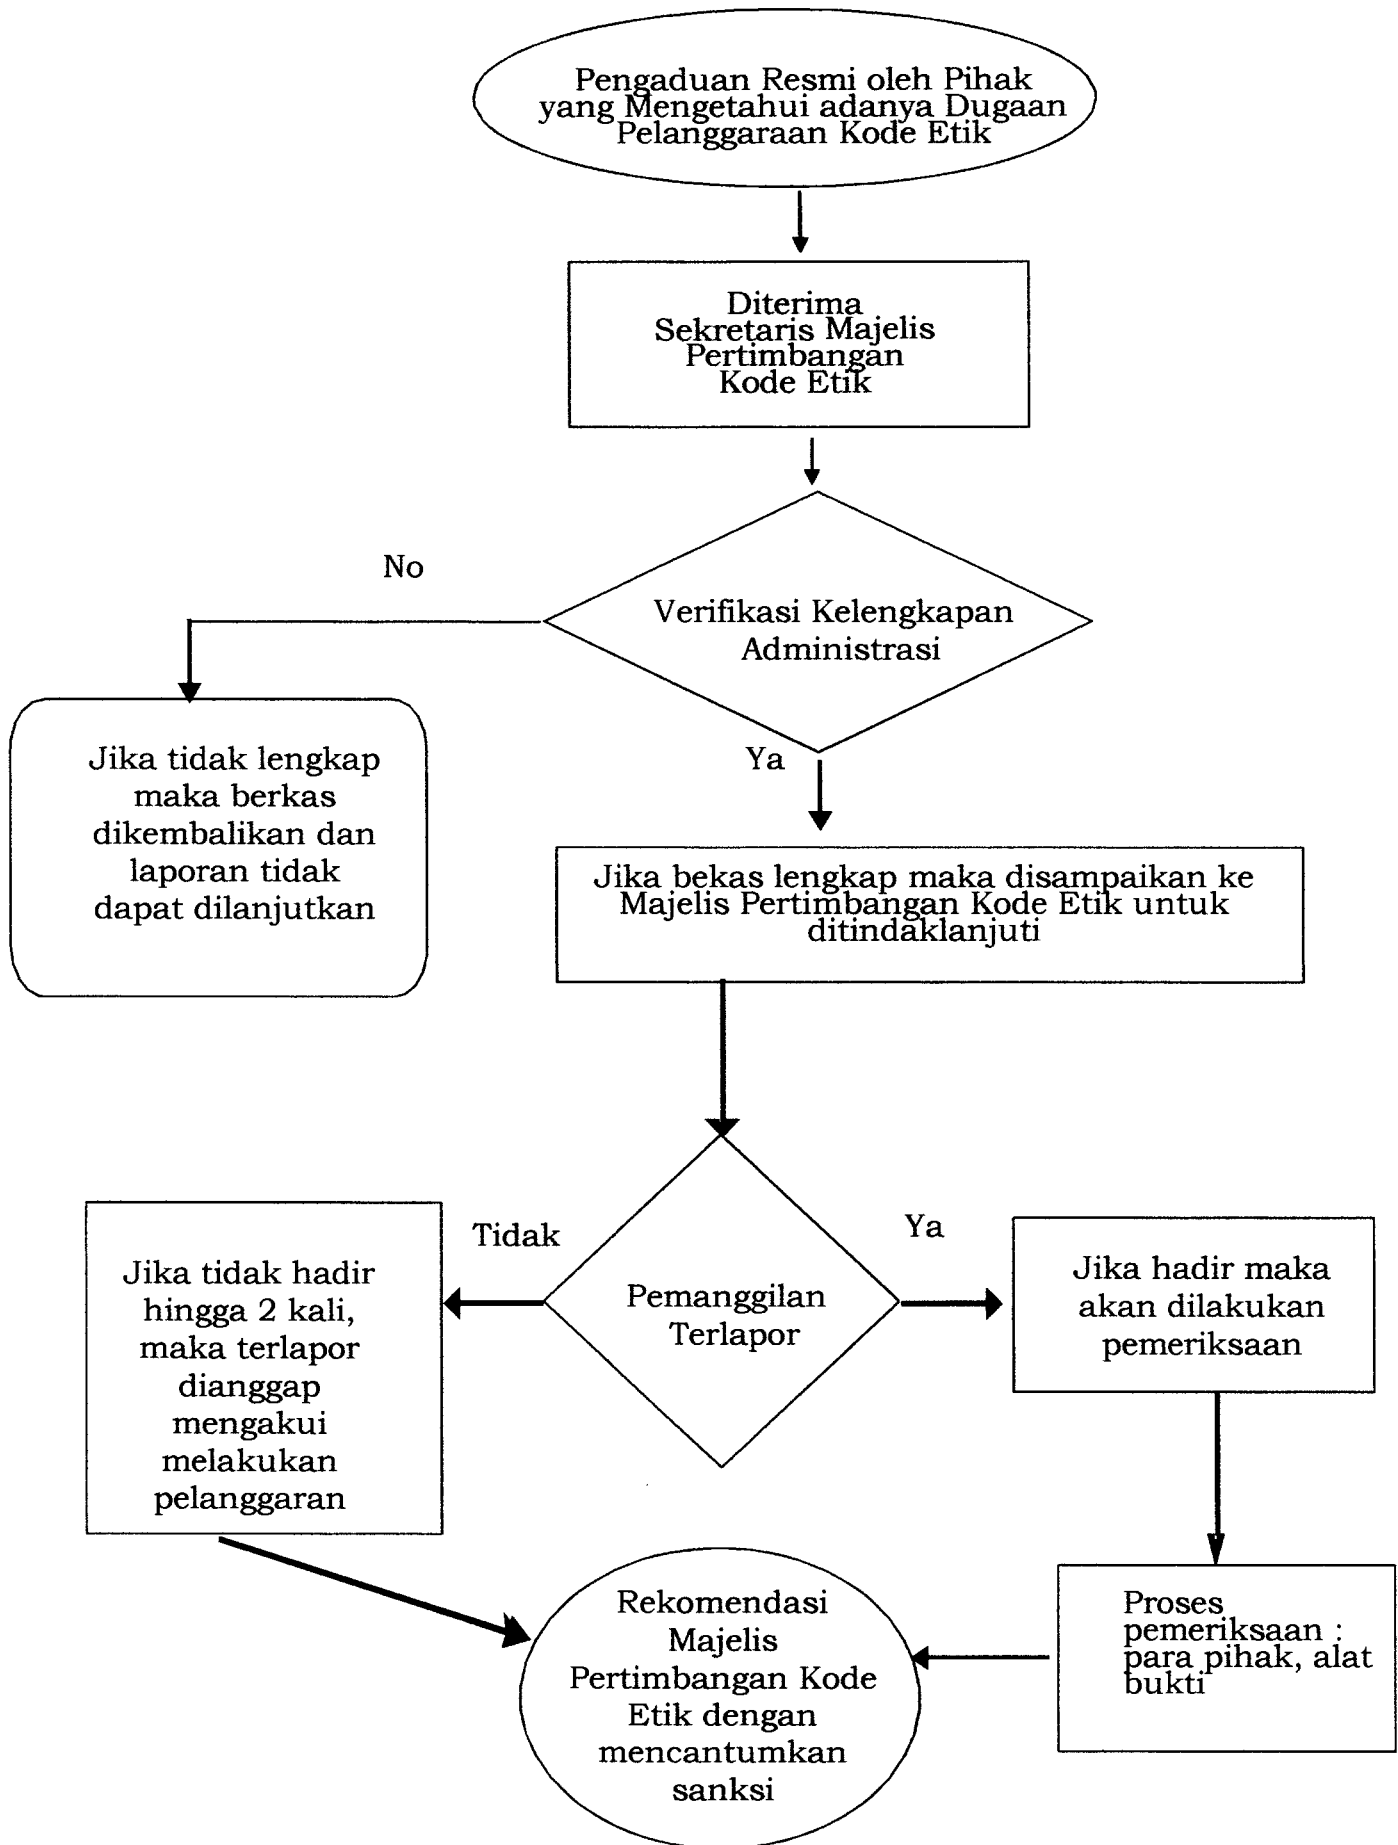 Pengaduan Resmi oleh Pihak
yang Mengetahui adanya Dugaan
Pelanggaraan Kode Etik
Diterima
Sekretaris Majelis
Pertimbangan
Kode Etik
No
Verifikasi Kelengkapan
Administrasi
Ya
Jika tidak lengkap
maka berkas
dikembalikan dan
laporan tidak
dapat dilanjutkan
Jika bekas lengkap maka disampaikan ke
Majelis Pertimbangan Kode Etik untuk
ditindaklanjuti
Tidak
Ya
Jika tidak hadir
hingga 2 kali,
maka terlapor
dianggap
mengakui
melakukan
pelanggaran
Pemanggilan
Terlapor
Jika hadir maka
akan dilakukan
pemeriksaan
Rekomendasi
Majelis
Pertimbangan Kode
Etik dengan
mencantumkan
sanksi
Proses
pemeriksaan :
para pihak, alat
bukti